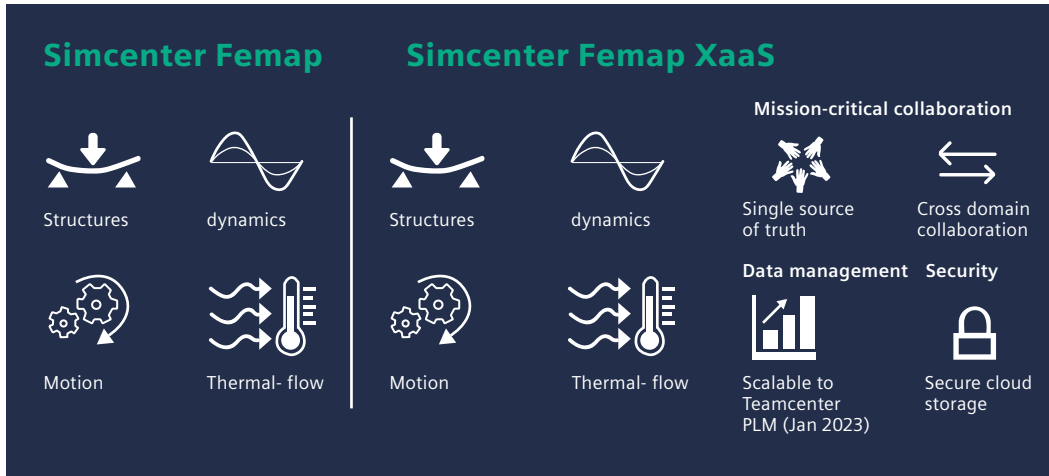 Simcenter Femap
Structures
dynamics
Motion
Thermal- flow
Simcenter Femap XaaS
Structures
dynamics
Motion
Thermal- flow
Mission-critical collaboration
Single source
of truth
Cross domain
collaboration
Data management
Scalable to
Teamcenter
PLM (Jan 2023)
Security
Secure cloud
storage